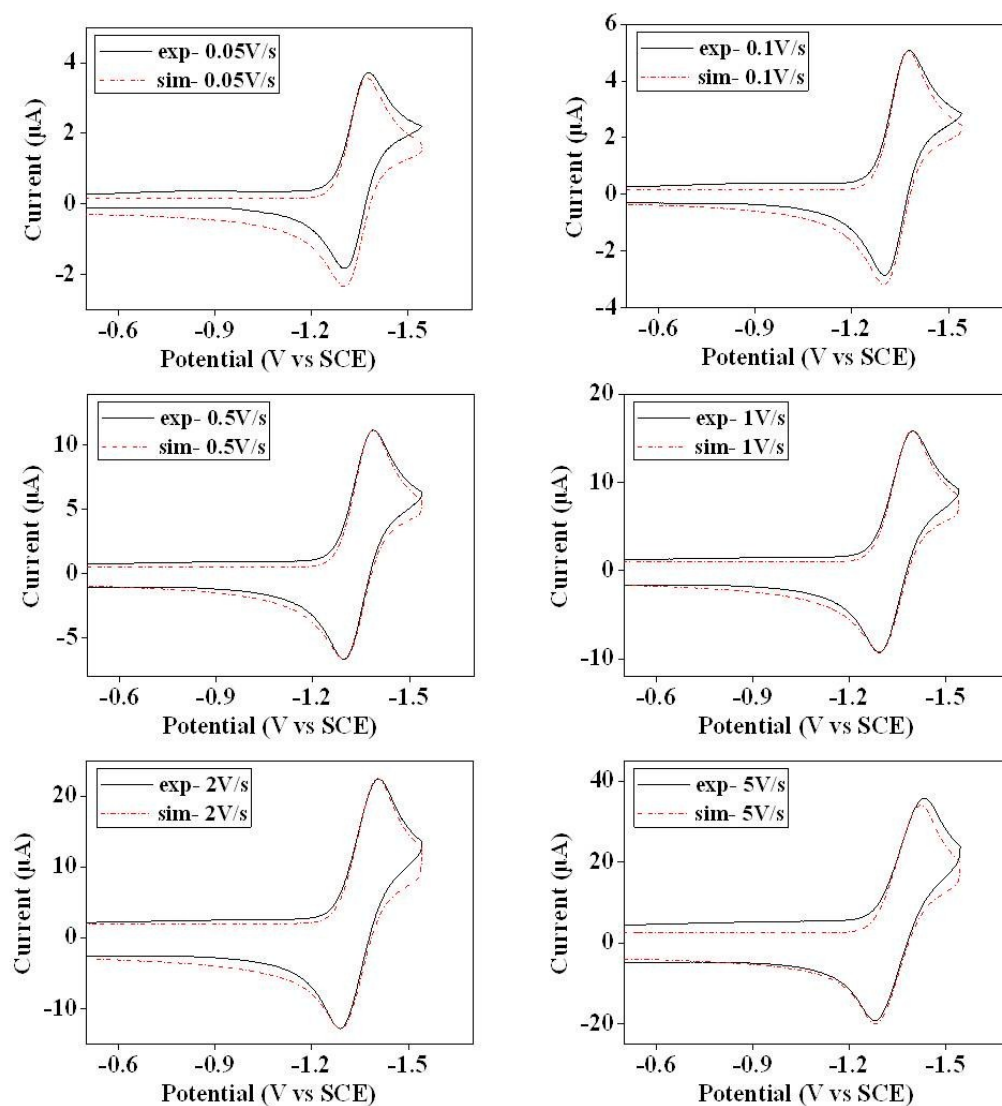 exp- 0.05V/s
sim- 0.05V/s
4
2
0
-2
Current (µA)
-0.6 -0.9 -1.2 -1.5
Potential (V vs SCE)
exp- 0.1V/s
sim- 0.1V/s
6
4
2
0
-2
-4
Current (µA)
-0.6 -0.9 -1.2 -1.5
Potential (V vs SCE)
exp- 0.5V/s
sim- 0.5V/s
10
5
0
-5
Current (µA)
-0.6 -0.9 -1.2 -1.5
Potential (V vs SCE)
exp- 1V/s
sim- 1V/s
20
10
0
-10
Current (µA)
-0.6 -0.9 -1.2 -1.5
Potential (V vs SCE)
exp- 2V/s
sim- 2V/s
20
10
0
-10
Current (µA)
-0.6 -0.9 -1.2 -1.5
Potential (V vs SCE)
exp- 5V/s
sim- 5V/s
40
20
0
-20
Current (µA)
-0.6 -0.9 -1.2 -1.5
Potential (V vs SCE)